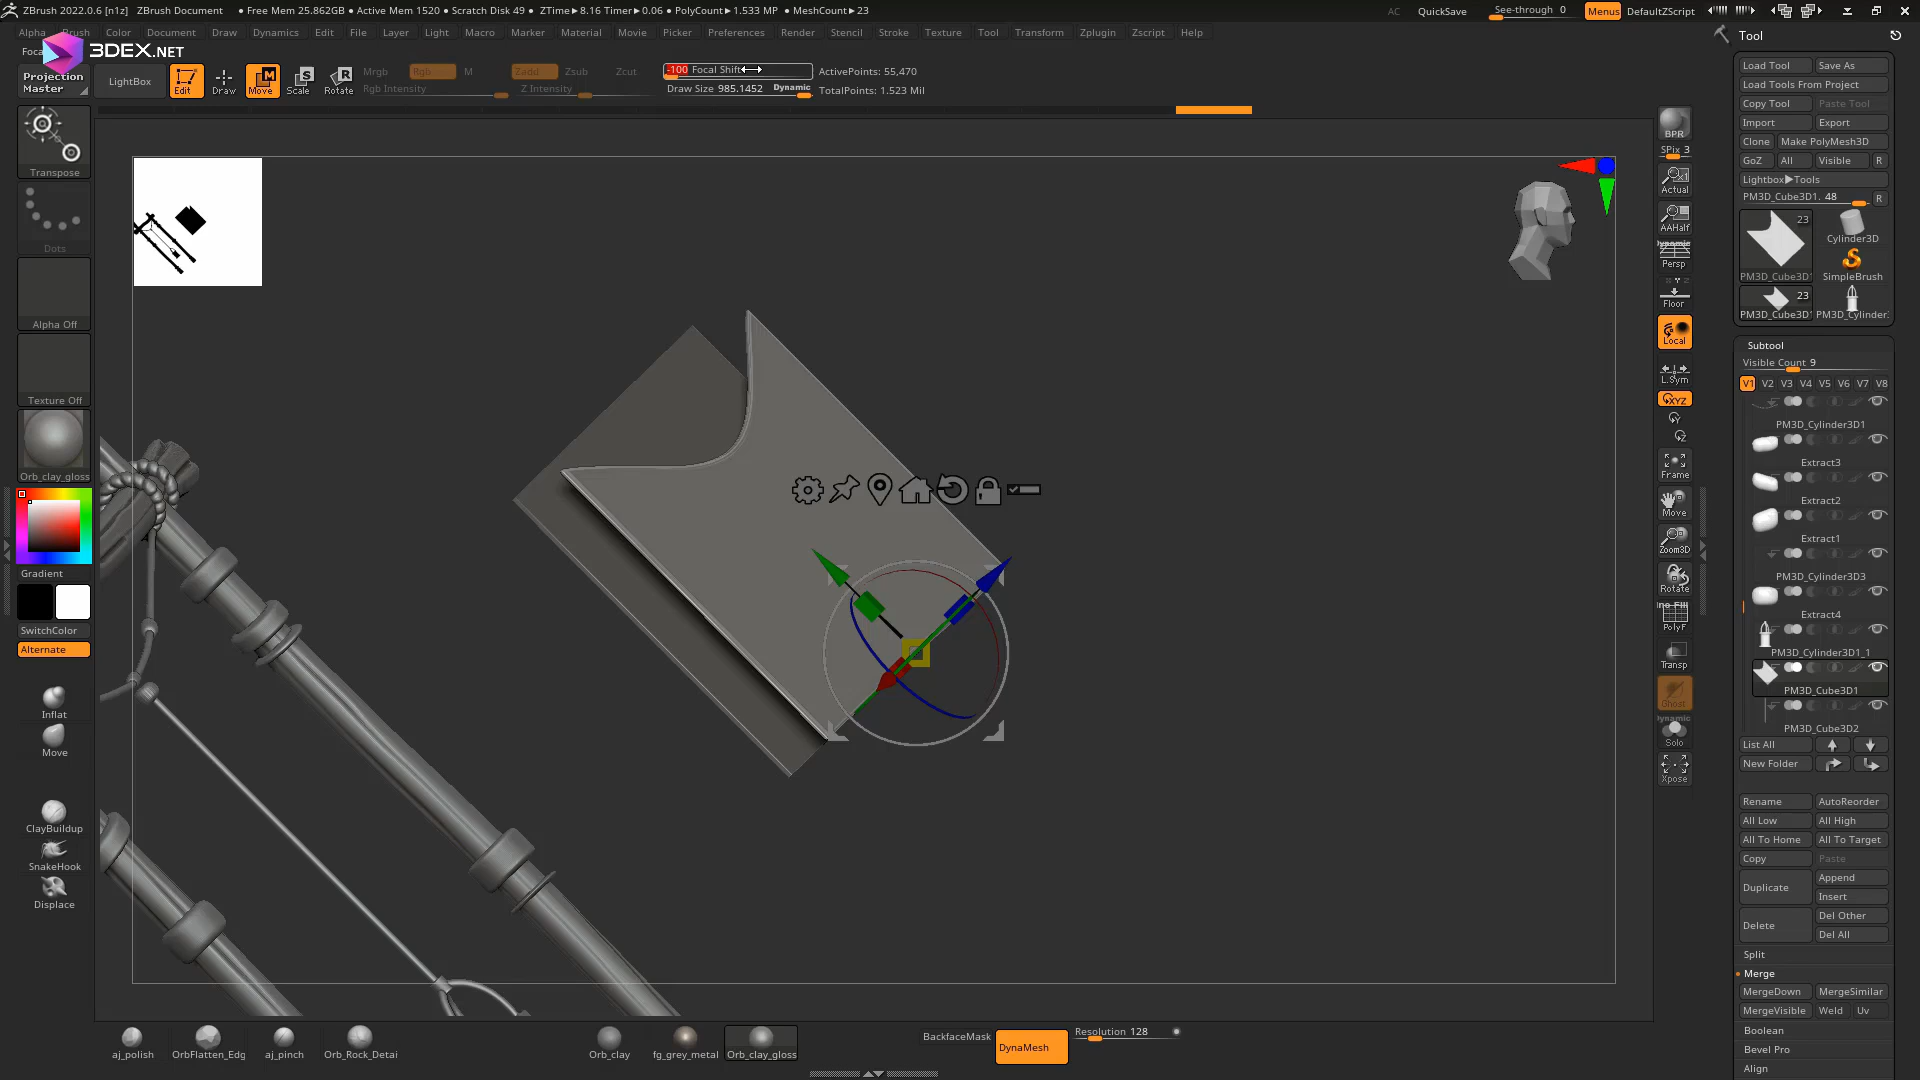 ZBrush 2022.0.6 [n1z] ZBrush Document • Free Mem 25.862GB • Active Mem 1520 • Scratch Disk 49 • ZTime▶8.16 Timer▶0.06 • PolyCount▶1.533 MP • MeshCount▶23 AC QuickSave See-through 0 Menus DefaultZScript
Alpha Brush Color Document Draw Dynamics Edit File Layer Light Macro Marker Material Movie Picker Preferences Render Stencil Stroke Texture Tool Transform Zplugin Zscript Help
3DEX.NET
Projection Master
LightBox
Edit Draw Move Scale Rotate
Mrgb Rgb M Zadd Zsub Zcut
Rgb Intensity Z Intensity
-100 Focal Shift
Draw Size 985.1452 Dynamic
ActivePoints: 55,470
TotalPoints: 1.523 Mil
Transpose
Dots
Alpha Off
Texture Off
Orb_clay_gloss
Gradient
SwitchColor
Alternate
Inflat
Move
ClayBuildup
SnakeHook
Displace
BPR
SPix 3
Actual
AAHalf
Dynamic
Persp
Floor
Local
L.Sym
XYZ
Y
Z
Frame
Move
Zoom3D
Rotate
PolyF
Transp
Ghost
Dynamic
Solo
Xpose
Tool
Load Tool Save As
Load Tools From Project
Copy Tool Paste Tool
Import Export
Clone Make PolyMesh3D
GoZ All Visible R
Lightbox▶Tools
PM3D_Cube3D1. 48 R
23
Cylinder3D
PM3D_Cube3D1 SimpleBrush
23
PM3D_Cube3D1 PM3D_Cylinder
Subtool
Visible Count 9
V1 V2 V3 V4 V5 V6 V7 V8
PM3D_Cylinder3D1
Extract3
Extract2
Extract1
PM3D_Cylinder3D3
Extract4
PM3D_Cylinder3D1_1
PM3D_Cube3D1
PM3D_Cube3D2
List All
New Folder
Rename AutoReorder
All Low All High
All To Home All To Target
Copy Paste
Duplicate Append
Insert
Delete Del Other
Del All
Split
Merge
MergeDown MergeSimilar
MergeVisible Weld Uv
Boolean
Bevel Pro
Align
aj_polish OrbFlatten_Edg aj_pinch Orb_Rock_Detai Orb_clay fg_grey_metal Orb_clay_gloss
BackfaceMask DynaMesh Resolution 128